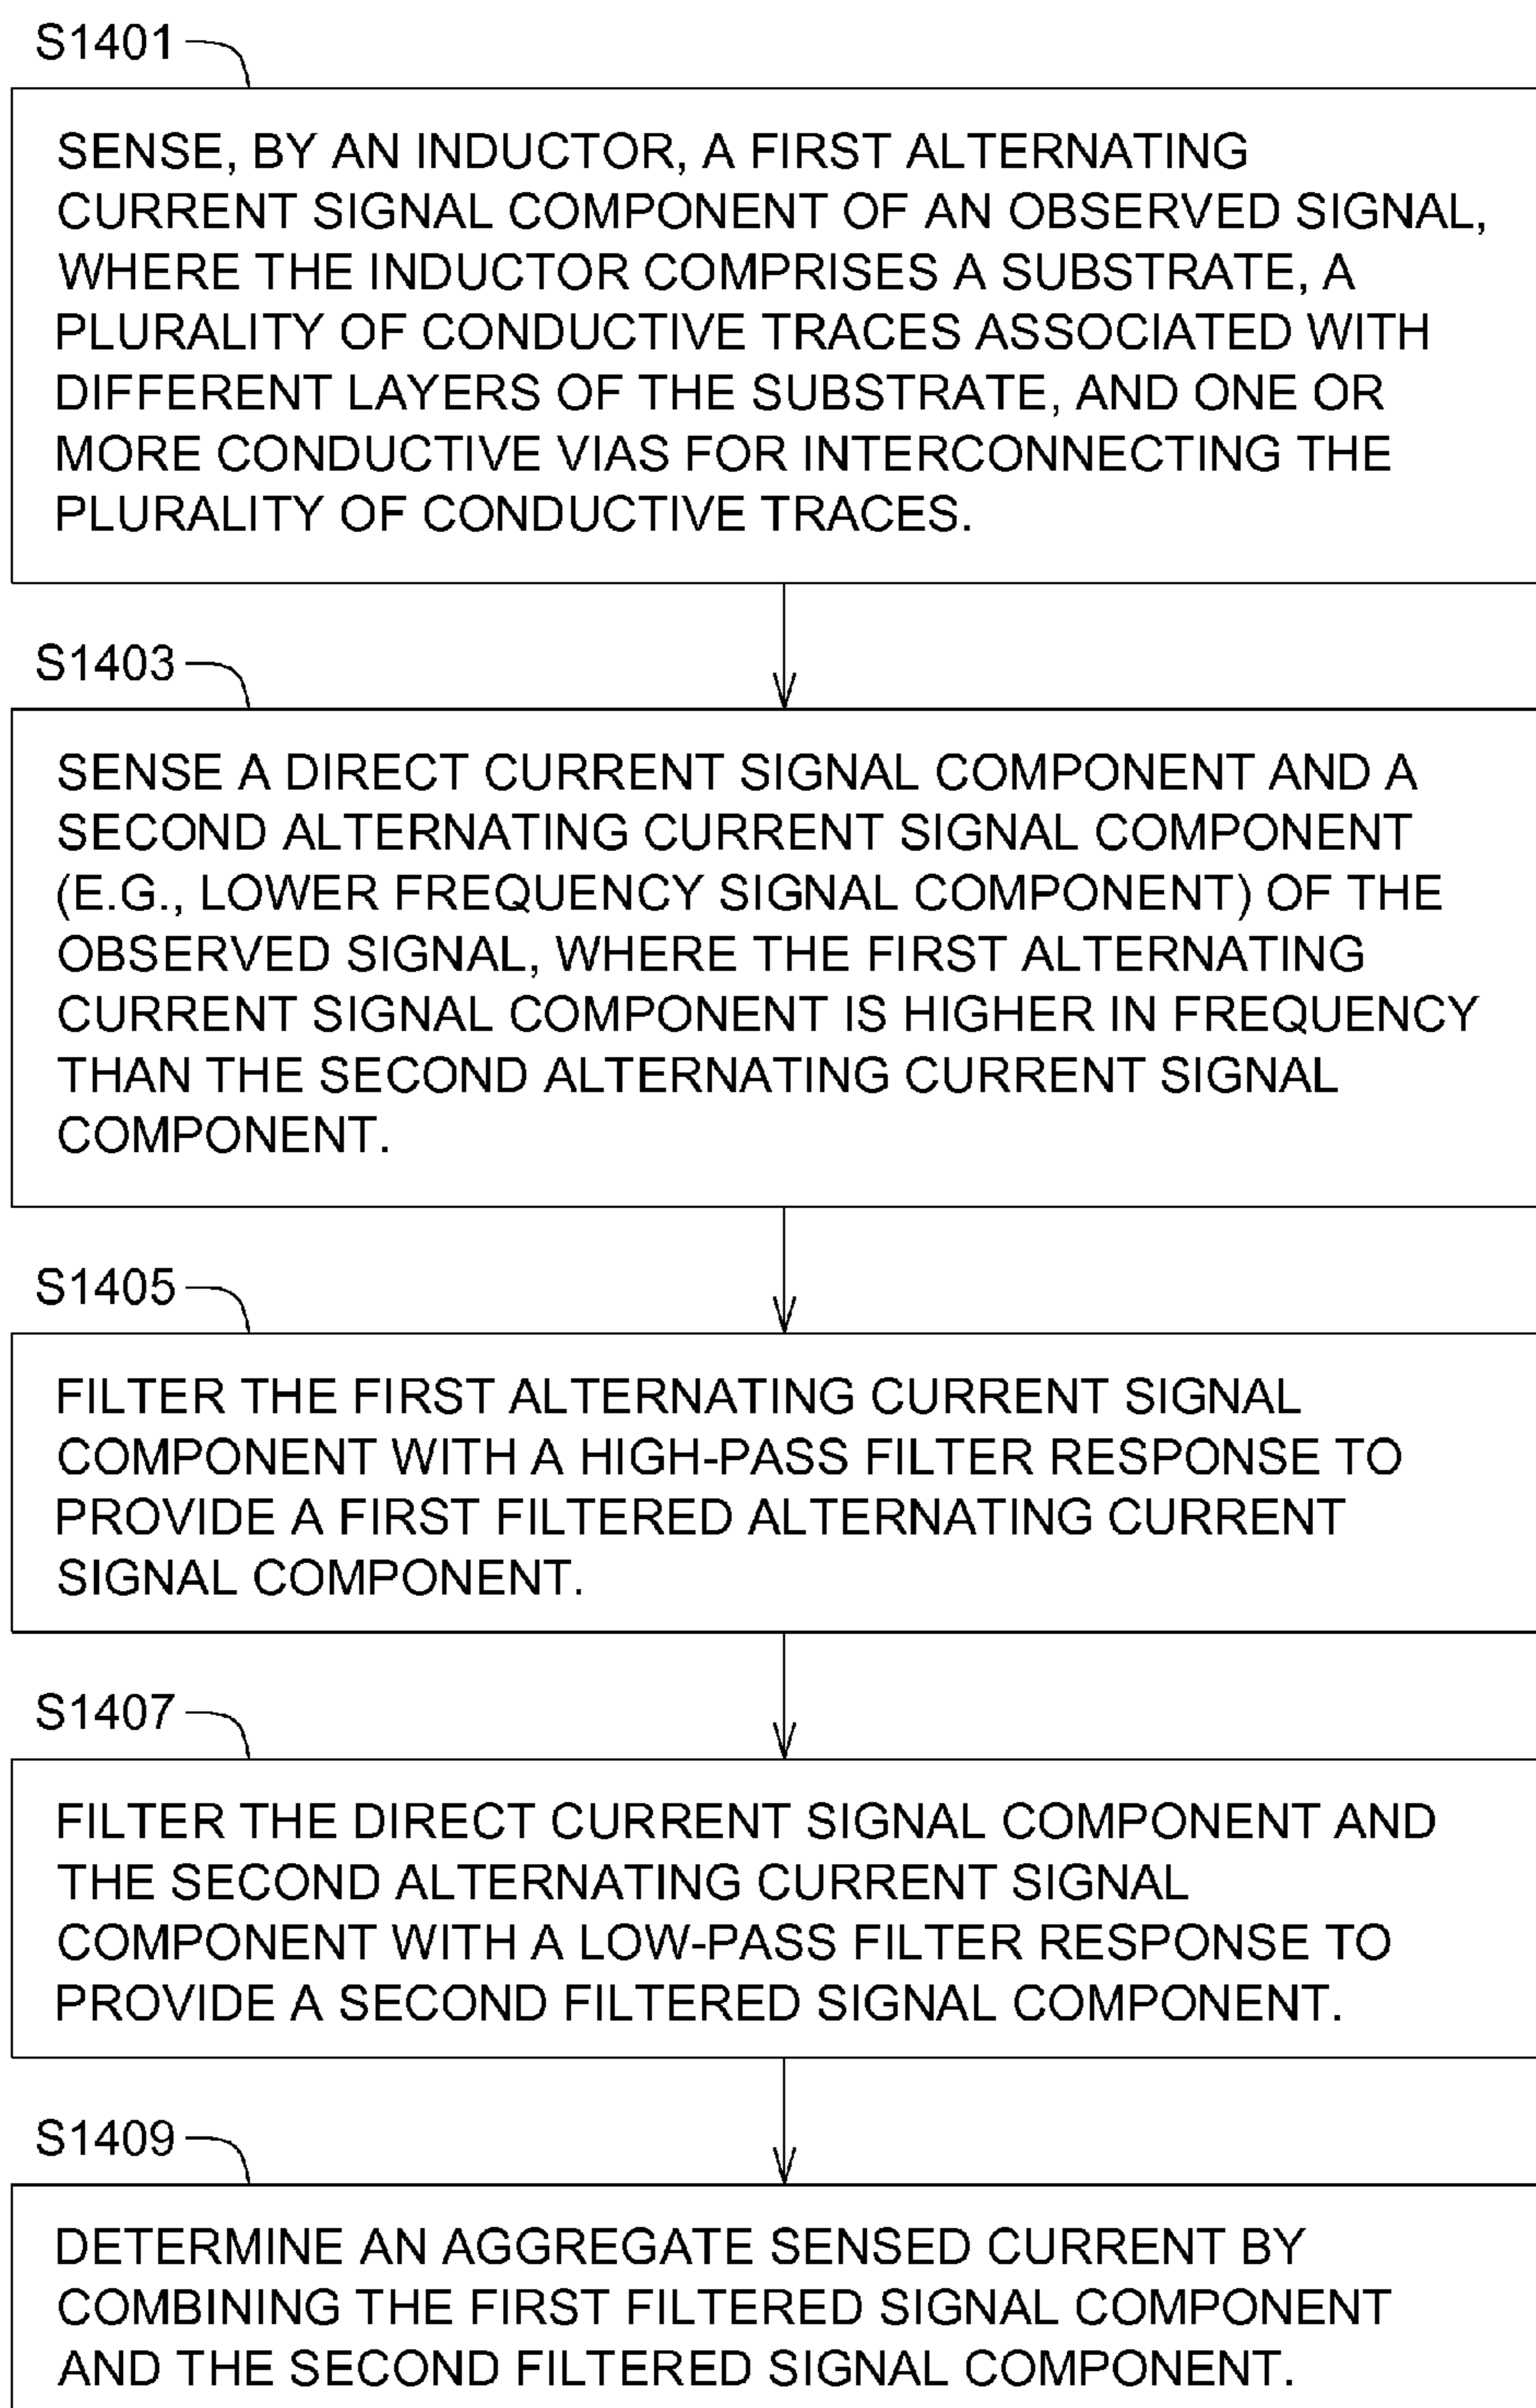 S1401
SENSE, BY AN INDUCTOR, A FIRST ALTERNATING
CURRENT SIGNAL COMPONENT OF AN OBSERVED SIGNAL,
WHERE THE INDUCTOR COMPRISES A SUBSTRATE, A
PLURALITY OF CONDUCTIVE TRACES ASSOCIATED WITH
DIFFERENT LAYERS OF THE SUBSTRATE, AND ONE OR
MORE CONDUCTIVE VIAS FOR INTERCONNECTING THE
PLURALITY OF CONDUCTIVE TRACES.
S1403
SENSE A DIRECT CURRENT SIGNAL COMPONENT AND A
SECOND ALTERNATING CURRENT SIGNAL COMPONENT
(E.G., LOWER FREQUENCY SIGNAL COMPONENT) OF THE
OBSERVED SIGNAL, WHERE THE FIRST ALTERNATING
CURRENT SIGNAL COMPONENT IS HIGHER IN FREQUENCY
THAN THE SECOND ALTERNATING CURRENT SIGNAL
COMPONENT.
S1405
FILTER THE FIRST ALTERNATING CURRENT SIGNAL
COMPONENT WITH A HIGH-PASS FILTER RESPONSE TO
PROVIDE A FIRST FILTERED ALTERNATING CURRENT
SIGNAL COMPONENT.
S1407
FILTER THE DIRECT CURRENT SIGNAL COMPONENT AND
THE SECOND ALTERNATING CURRENT SIGNAL
COMPONENT WITH A LOW-PASS FILTER RESPONSE TO
PROVIDE A SECOND FILTERED SIGNAL COMPONENT.
S1409
DETERMINE AN AGGREGATE SENSED CURRENT BY
COMBINING THE FIRST FILTERED SIGNAL COMPONENT
AND THE SECOND FILTERED SIGNAL COMPONENT.